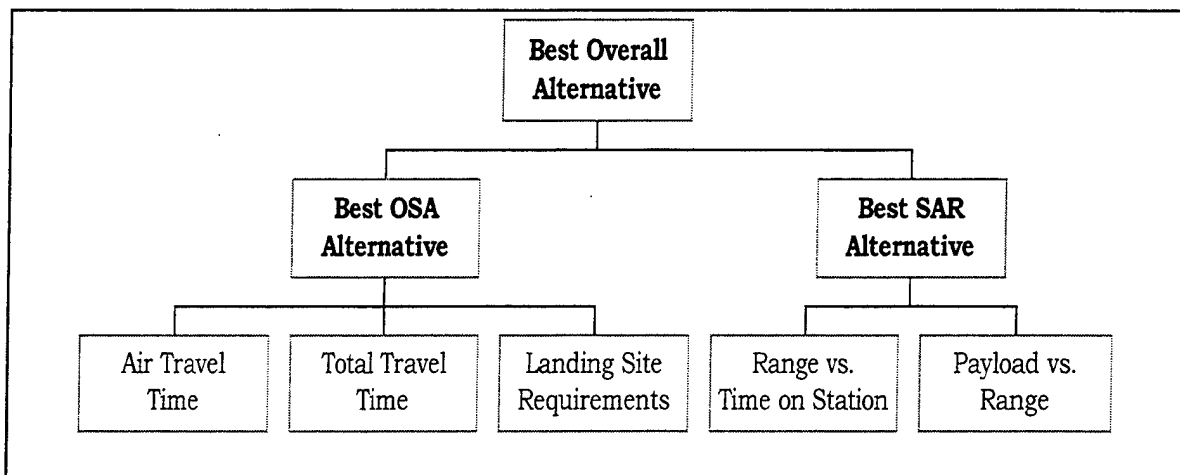 Best Overall
Alternative
Best OSA
Alternative
Best SAR
Alternative
Air Travel
Time
Total Travel
Time
Landing Site
Requirements
Range vs.
Time on Station
Payload vs.
Range